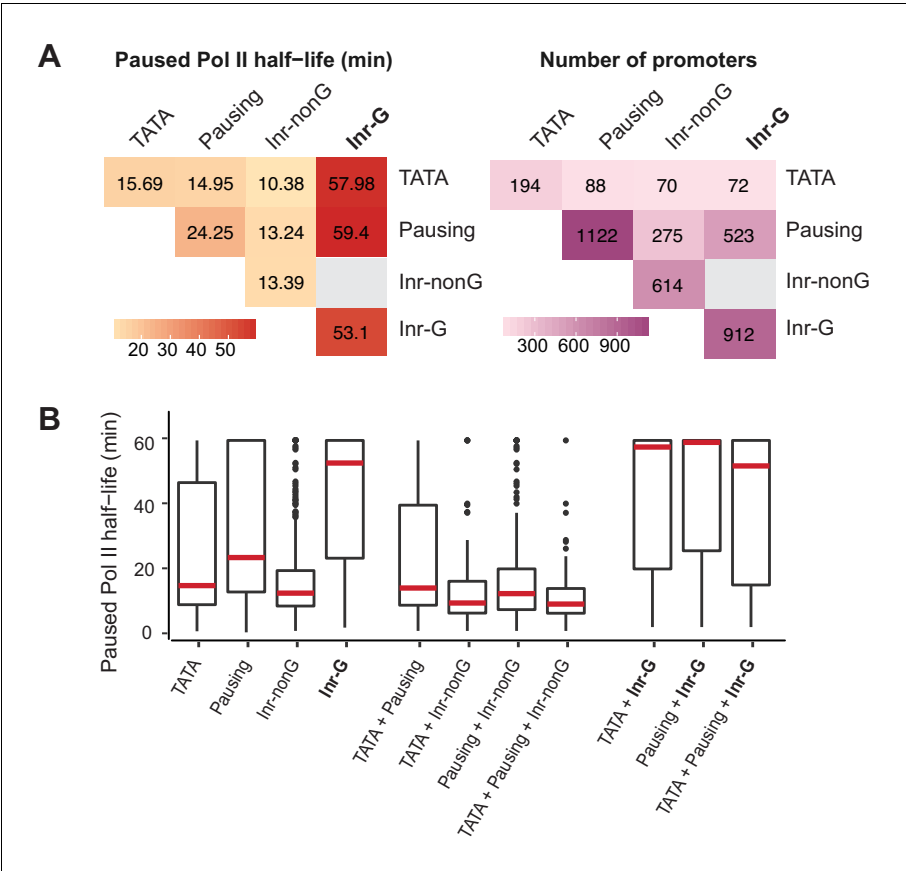 A
Paused Pol II half−life (min)
Number of promoters
TATA
Pausing
Inr-nonG
Inr-G
TATA
Pausing
Inr-nonG
Inr-G
15.69 14.95 10.38 57.98 TATA
24.25 13.24 59.4 Pausing
13.39 Inr-nonG
53.1 Inr-G
20 30 40 50
194 88 70 72 TATA
1122 275 523 Pausing
614 Inr-nonG
912 Inr-G
300 600 900
B
Paused Pol II half−life (min)
60
40
20
0
TATA
Pausing
Inr-nonG
Inr-G
TATA + Pausing
TATA + Inr-nonG
Pausing + Inr-nonG
TATA + Pausing + Inr-nonG
TATA + Inr-G
Pausing + Inr-G
TATA + Pausing + Inr-G